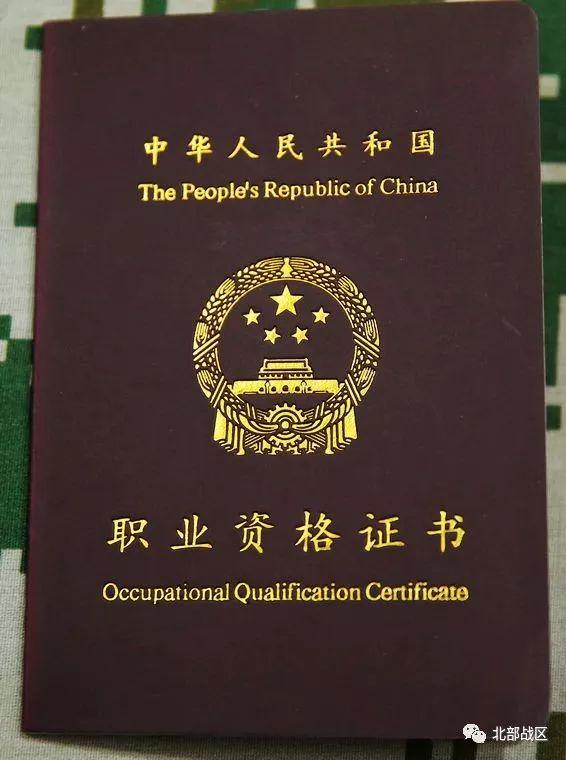 中华人民共和国
The People's Republic of China
职业资格证书
Occupational Qualification Certificate
北部战区